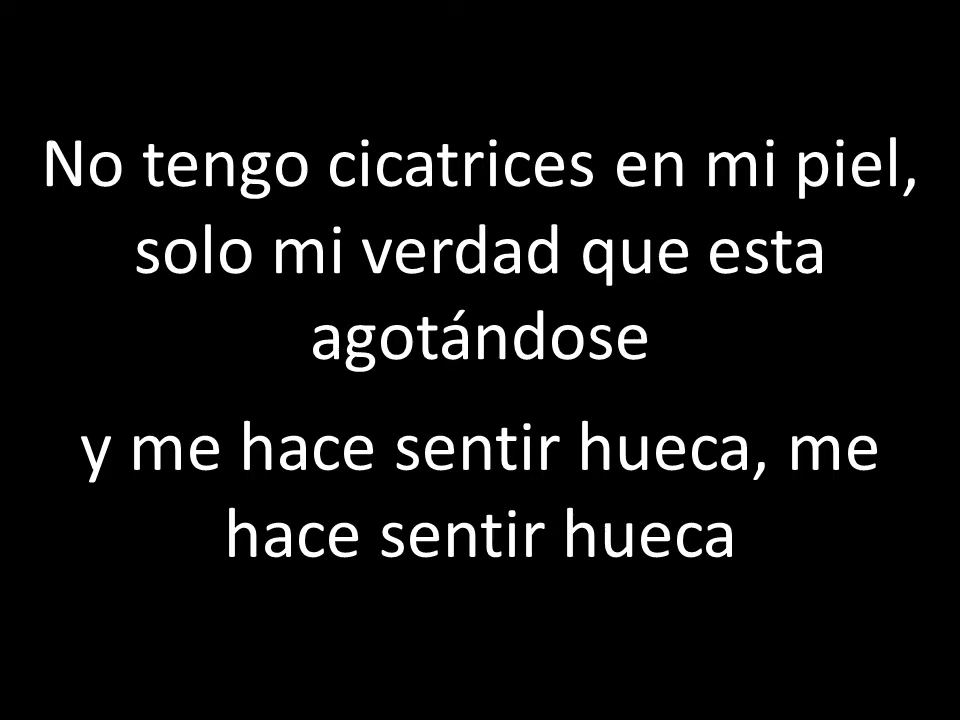 No tengo cicatrices en mi piel,
solo mi verdad que esta
agotándose
y me hace sentir hueca, me
hace sentir hueca